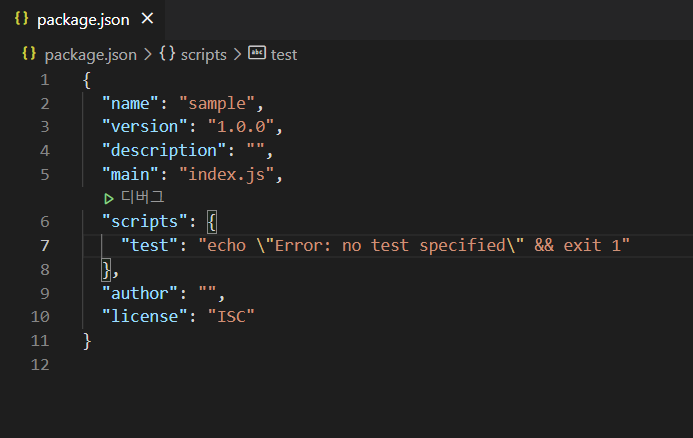 package.json
package.json > scripts > test
1 {
2 "name": "sample",
3 "version": "1.0.0",
4 "description": "",
5 "main": "index.js",
디버그
6 "scripts": {
7 "test": "echo \"Error: no test specified\" && exit 1"
8 },
9 "author": "",
10 "license": "ISC"
11 }
12